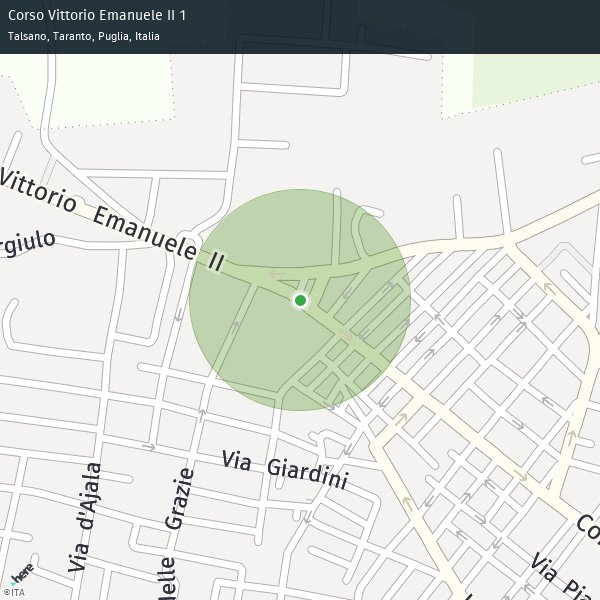 Corso Vittorio Emanuele II 1
Talsano, Taranto, Puglia, Italia
Vittorio Emanuele II
rgiulo
Via Giardini
Via d'Ajala
delle Grazie
Co
Via Pia
here
©ITA